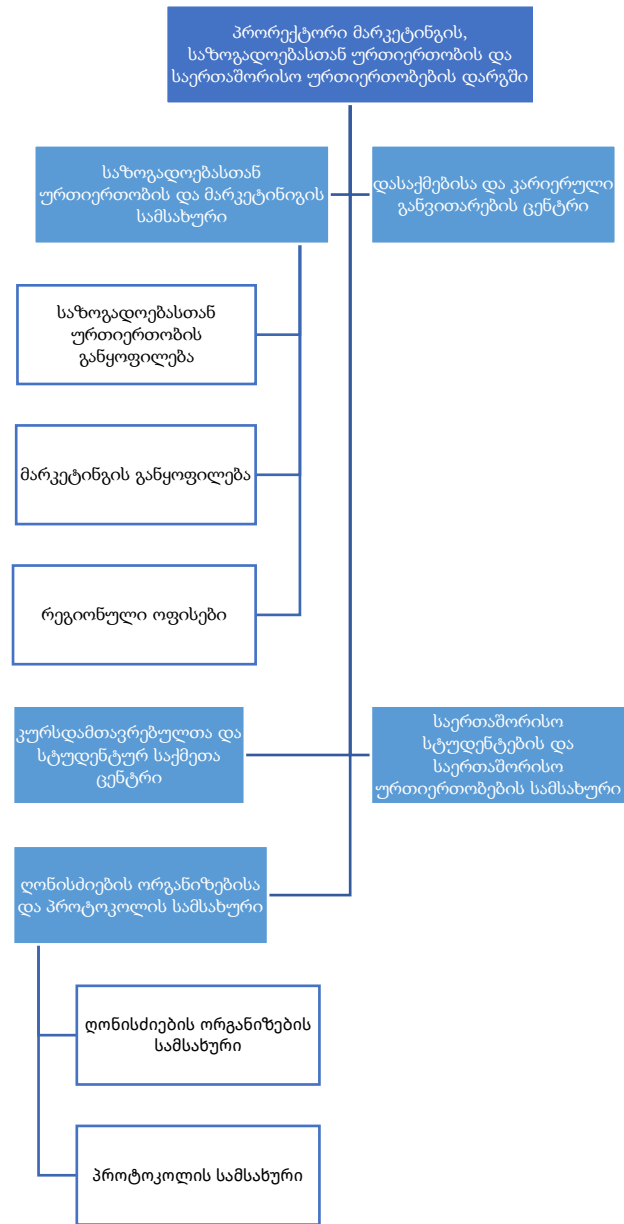 პრორექტორი მარკეტინგის,
საზოგადოებასთან ურთიერთობის და
საერთაშორისო ურთიერთობების დარგში
საზოგადოებასთან
ურთიერთობის და მარკეტინიგის
სამსახური
დასაქმებისა და კარიერული
განვითარების ცენტრი
საზოგადოებასთან
ურთიერთობის
განყოფილება
მარკეტინგის განყოფილება
რეგიონული ოფისები
კურსდამთავრებულთა და
სტუდენტურ საქმეთა
ცენტრი
საერთაშორისო
სტუდენტების და
საერთაშორისო
ურთიერთობების სამსახური
ღონისძიების ორგანიზებისა
და პროტოკოლის სამსახური
ღონისძიების ორგანიზების
სამსახური
პროტოკოლის სამსახური